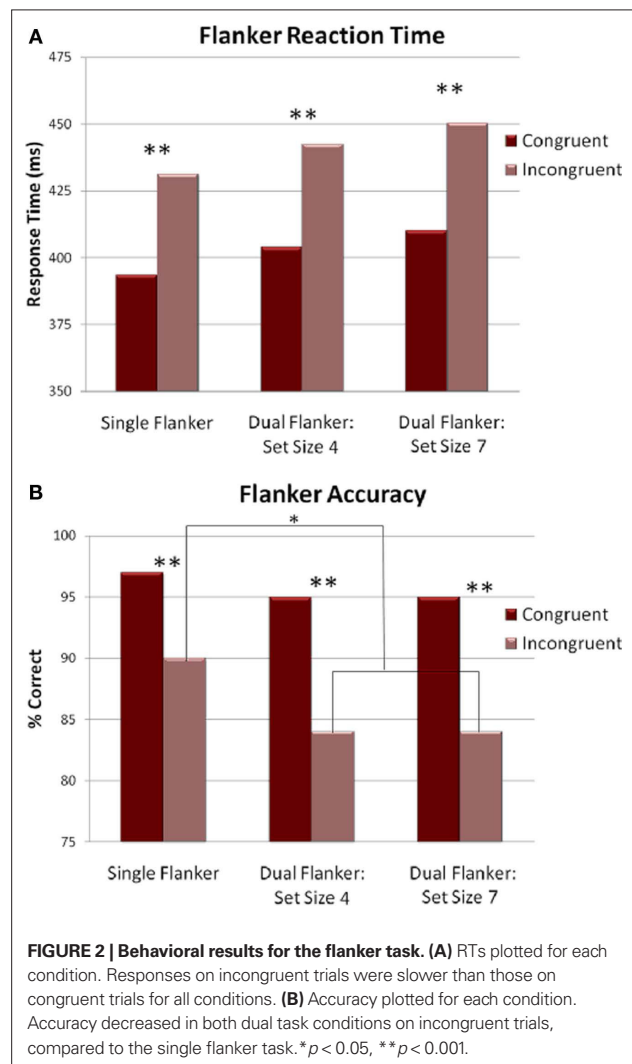 A
Flanker Reaction Time
475
450
425
400
375
350
Response Time (ms)
**
**
**
Congruent
Incongruent
Single Flanker
Dual Flanker:
Set Size 4
Dual Flanker:
Set Size 7
B
Flanker Accuracy
100
95
90
85
80
75
% Correct
*
**
**
**
Congruent
Incongruent
Single Flanker
Dual Flanker:
Set Size 4
Dual Flanker:
Set Size 7
FIGURE 2 | Behavioral results for the flanker task. (A) RTs plotted for each
condition. Responses on incongruent trials were slower than those on
congruent trials for all conditions. (B) Accuracy plotted for each condition.
Accuracy decreased in both dual task conditions on incongruent trials,
compared to the single flanker task. *p < 0.05, **p < 0.001.